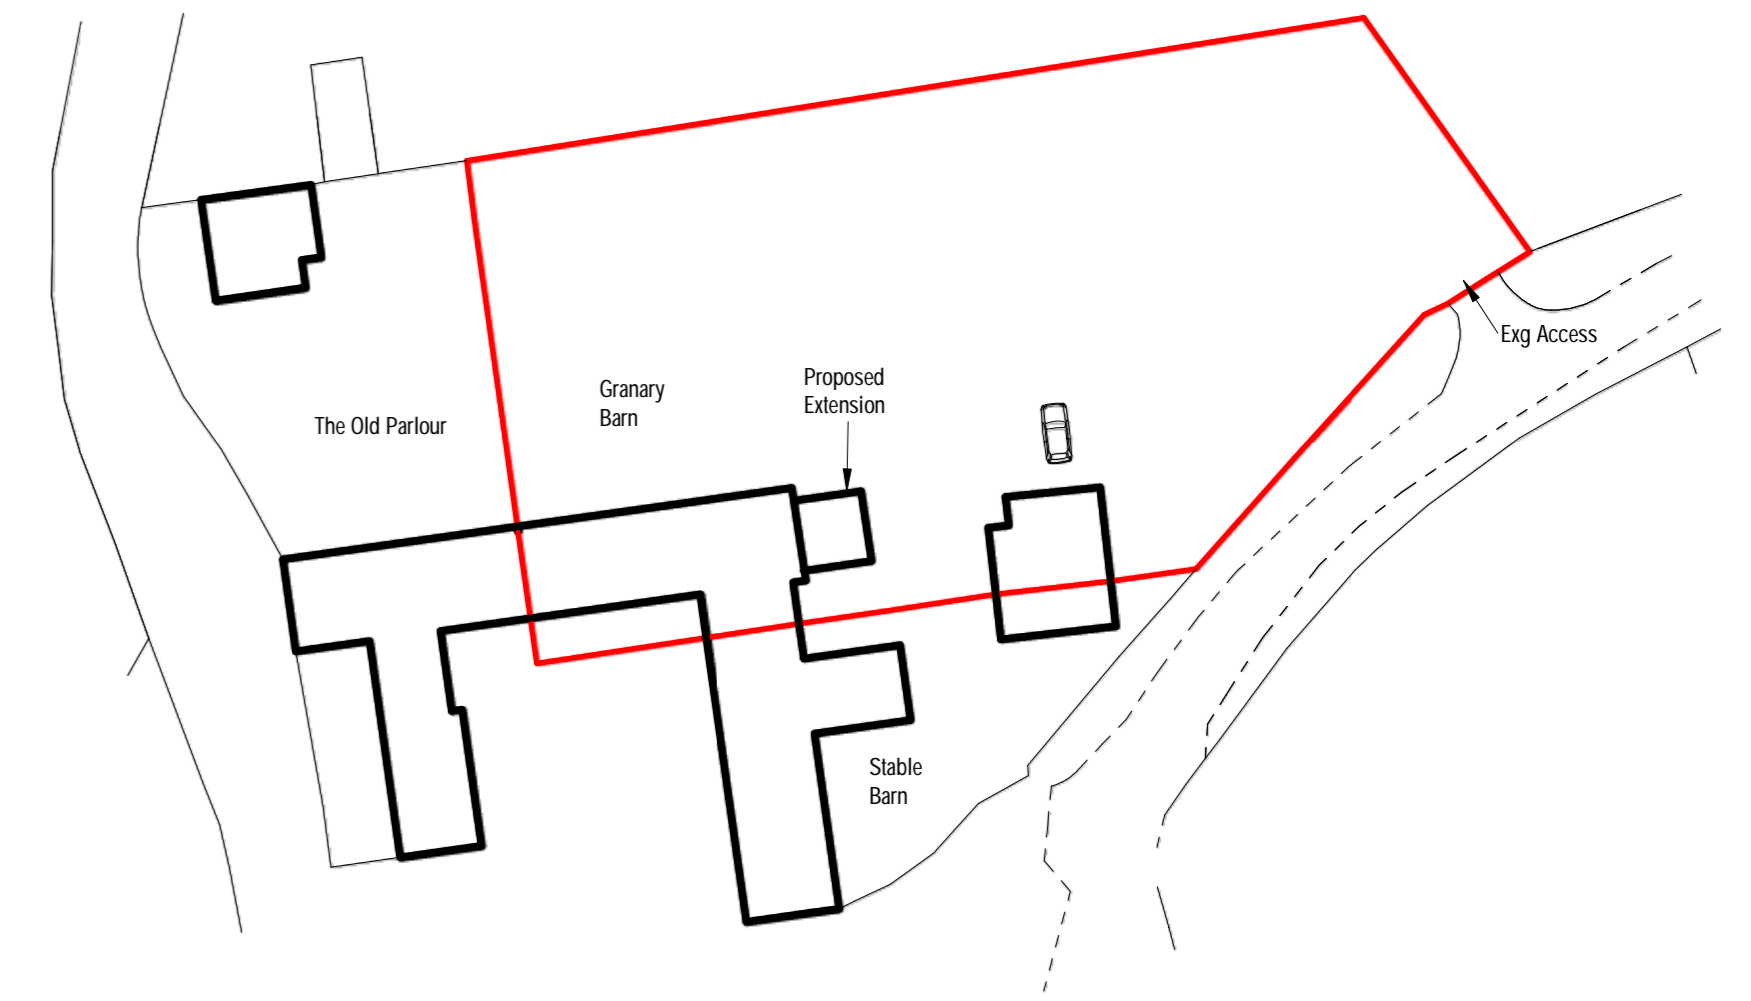 Exg Access
Proposed
Extension
Granary
Barn
The Old Parlour
Stable
Barn